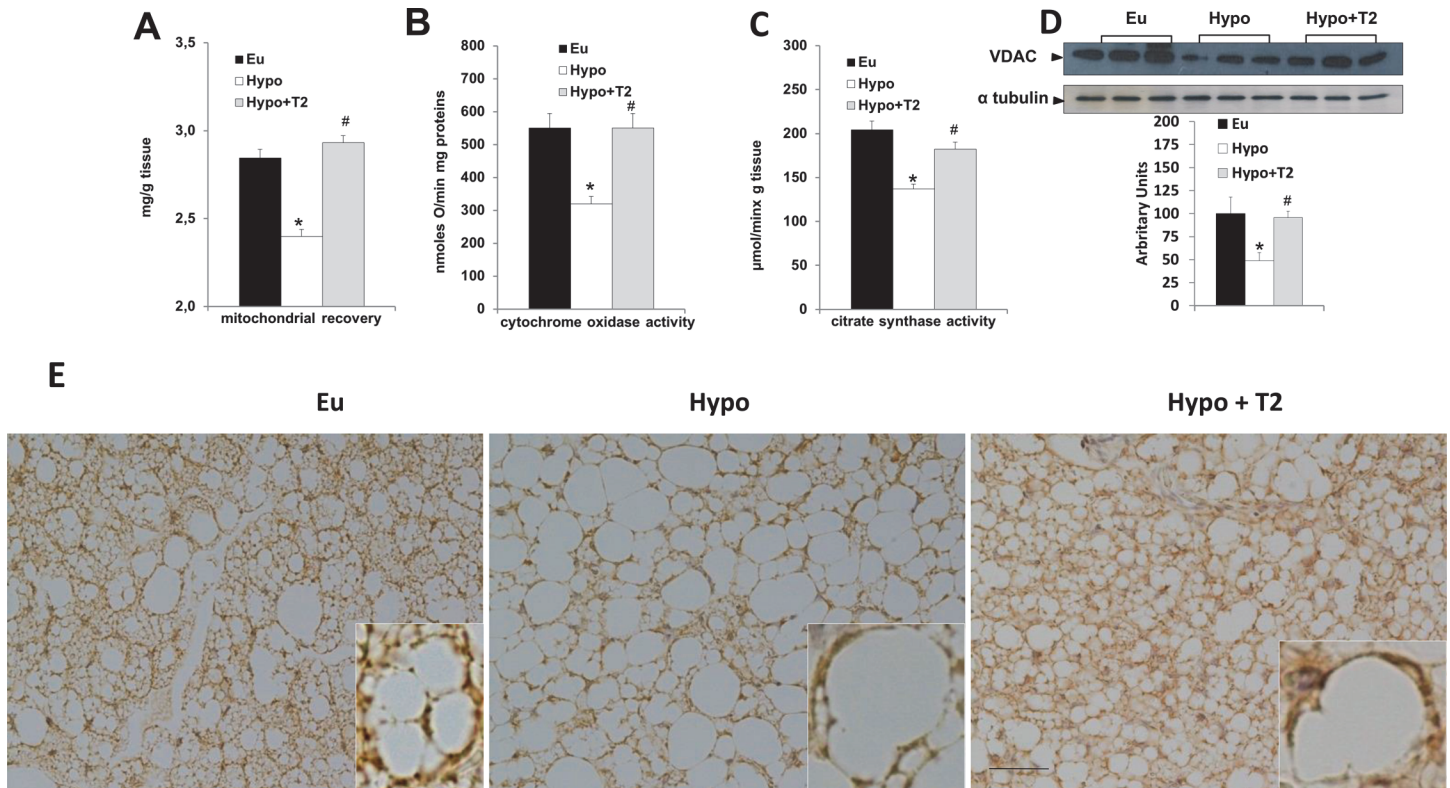 A
3,5
3,0
2,5
2,0
mg/g tissue
Eu
Hypo
Hypo+T2
*
#
mitochondrial recovery
B
800
700
600
500
400
300
200
100
0
nmoles O/min mg proteins
Eu
Hypo
Hypo+T2
*
#
cytochrome oxidase activity
C
300
250
200
150
100
50
0
µmol/minx g tissue
Eu
Hypo
Hypo+T2
*
#
citrate synthase activity
D
Eu Hypo Hypo+T2
VDAC
α tubulin
200
175
150
125
100
75
50
25
0
Arbritary Units
Eu
Hypo
Hypo+T2
*
#
E
Eu Hypo Hypo + T2